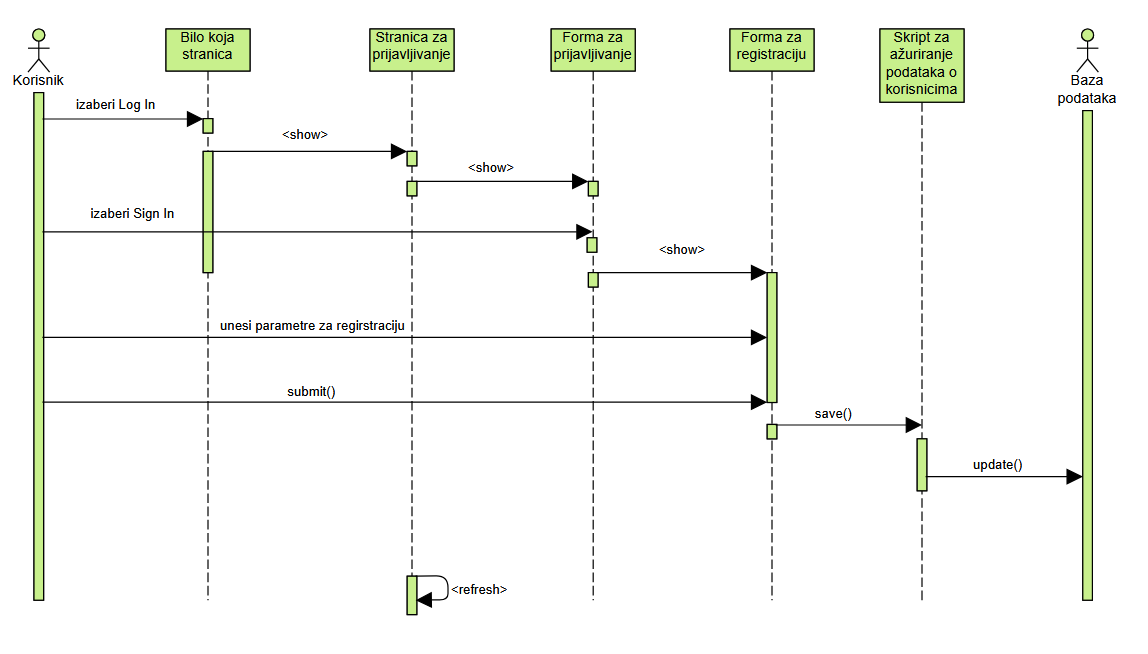 Korisnik
Bilo koja
stranica
Stranica za
prijavljivanje
Forma za
prijavljivanje
Forma za
registraciju
Skript za
ažuriranje
podataka o
korisnicima
Baza
podataka
izaberi Log In
<show>
<show>
izaberi Sign In
<show>
unesi parametre za regirstraciju
submit()
save()
update()
<refresh>